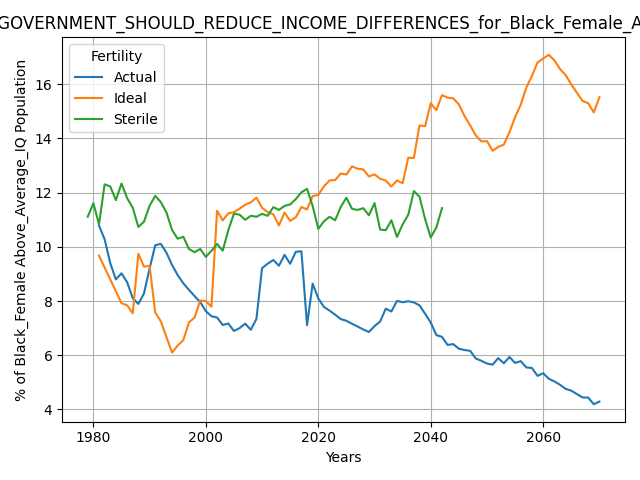 GOVERNMENT_SHOULD_REDUCE_INCOME_DIFFERENCES_for_Black_Female_A
Fertility
Actual
Ideal
Sterile
% of Black_Female Above_Average_IQ Population
16
14
12
10
8
6
4
1980 2000 2020 2040 2060
Years